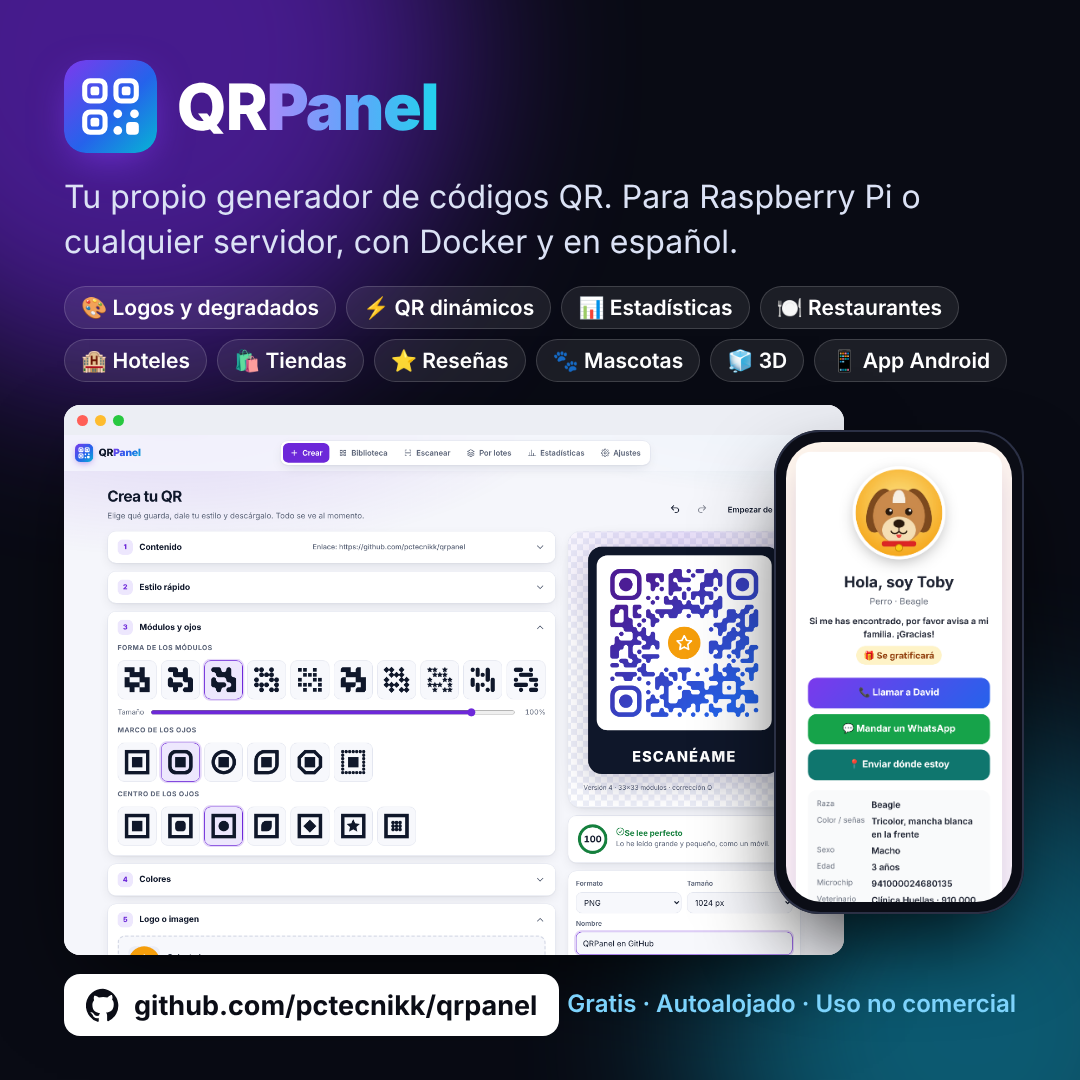 QRPanel
Tu propio generador de códigos QR. Para Raspberry Pi o
cualquier servidor, con Docker y en español.
🎨 Logos y degradados
⚡ QR dinámicos
📊 Estadísticas
🍽️ Restaurantes
🏨 Hoteles
🛍️ Tiendas
⭐ Reseñas
🐾 Mascotas
🧊 3D
📱 App Android
QRPanel
+ Crear
Biblioteca
Escanear
Por lotes
Estadísticas
Ajustes
Crea tu QR
Elige qué guarda, dale tu estilo y descárgalo. Todo se ve al momento.
Empezar de
1 Contenido
Enlace: https://github.com/pctecnikk/qrpanel
2 Estilo rápido
3 Módulos y ojos
FORMA DE LOS MÓDULOS
Tamaño
100%
MARCO DE LOS OJOS
CENTRO DE LOS OJOS
4 Colores
5 Logo o imagen
ESCANÉAME
Versión 4 · 33×33 módulos · corrección Q
100
Se lee perfecto
Lo he leído grande y pequeño, como un móvil.
Formato
Tamaño
PNG
1024 px
Nombre
QRPanel en GitHub
Hola, soy Toby
Perro · Beagle
Si me has encontrado, por favor avisa a mi
familia. ¡Gracias!
🎁 Se gratificará
📞 Llamar a David
💬 Mandar un WhatsApp
📍 Enviar dónde estoy
Raza
Beagle
Color / señas
Tricolor, mancha blanca
en la frente
Sexo
Macho
Edad
3 años
Microchip
941000024680135
Veterinario
Clínica Huellas · 910 000
github.com/pctecnikk/qrpanel
Gratis · Autoalojado · Uso no comercial